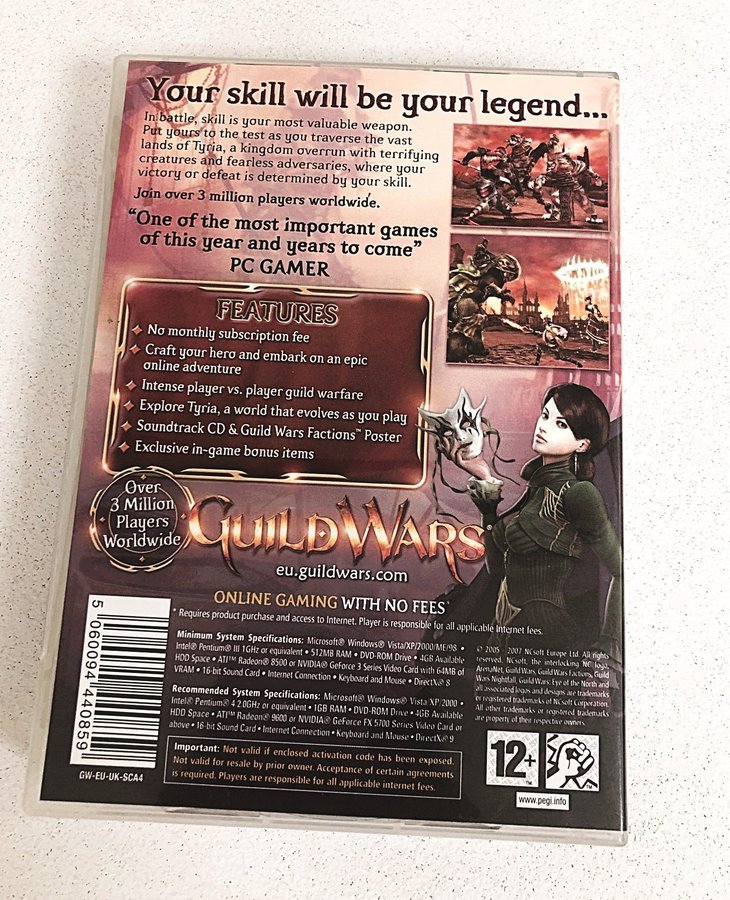 Your skill will be your legend...
In battle, skill is your most valuable weapon.
Put yours to the test as you traverse the vast
lands of Tyria, a kingdom overrun with terrifying
creatures and fearless adversaries, where your
victory or defeat is determined by your skill.
Join over 3 million players worldwide.
“One of the most important games
of this year and years to come”
PC GAMER
FEATURES
No monthly subscription fee
Craft your hero and embark on an epic
online adventure
Intense player vs. player guild warfare
Explore Tyria, a world that evolves as you play
Soundtrack CD & Guild Wars Factions™ Poster
Exclusive in-game bonus items
Over
3 Million
Players
Worldwide
GUILD WARS®
eu.guildwars.com
ONLINE GAMING WITH NO FEES*
* Requires product purchase and access to Internet. Player is responsible for all applicable Internet fees.
Minimum System Specifications: Microsoft® Windows® Vista/XP/2000/ME/98 •
Intel® Pentium® III 1GHz or equivalent • 512MB RAM • DVD-ROM Drive • 4GB Available
HDD Space • ATI™ Radeon® 8500 or NVIDIA® GeForce 3 Series Video Card with 64MB of
VRAM • 16-bit Sound Card • Internet Connection • Keyboard and Mouse • DirectX® 8
Recommended System Specifications: Microsoft® Windows® Vista/XP/2000 •
Intel® Pentium® 4 2.0GHz or equivalent • 1GB RAM • DVD-ROM Drive • 4GB Available
HDD Space • ATI™ Radeon® 9600 or NVIDIA® GeForce FX 5700 Series Video Card or
above • 16-bit Sound Card • Internet Connection • Keyboard and Mouse • DirectX® 9
Important: Not valid if enclosed activation code has been exposed.
Not valid for resale by prior owner. Acceptance of certain agreements
is required. Players are responsible for all applicable internet fees.
© 2005 - 2007 NCsoft Europe Ltd. All rights
reserved. NCsoft, the interlocking NC logo,
ArenaNet, Guild Wars, Guild Wars Factions, Guild
Wars Nightfall, Guild Wars: Eye of the North and
all associated logos and designs are trademarks
or registered trademarks of NCsoft Corporation.
All other trademarks or registered trademarks
are property of their respective owners.
5 060094 440859
GW-EU-UK-SCA4
12+
www.pegi.info